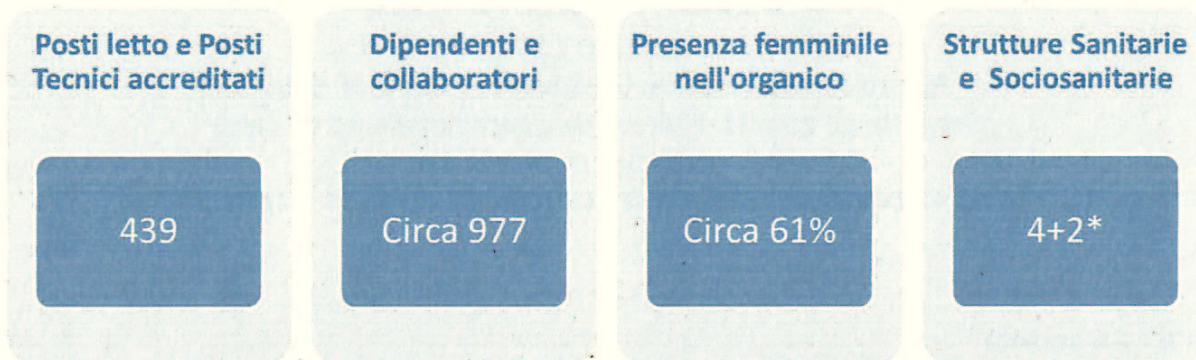 Posti letto e Posti
Tecnici accreditati
439
Dipendenti e
collaboratori
Circa 977
Presenza femminile
nell'organico
Circa 61%
Strutture Sanitarie
e Sociosanitarie
4+2*